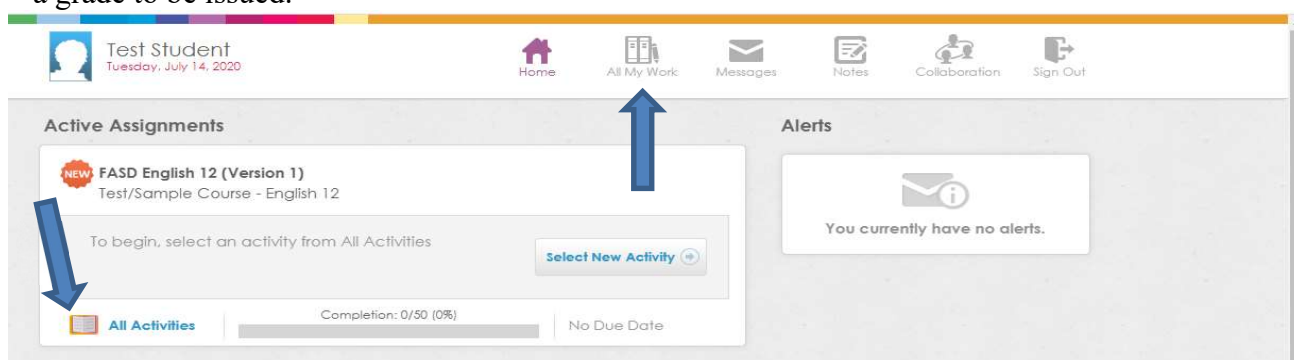 a grade to be issued.
Test Student
Tuesday, July 14, 2020
Home All My Work Messages Notes Collaboration Sign Out
Active Assignments
Alerts
NEW FASD English 12 (Version 1)
Test/Sample Course - English 12
To begin, select an activity from All Activities
Select New Activity
You currently have no alerts.
All Activities
Completion: 0/50 (0%)
No Due Date